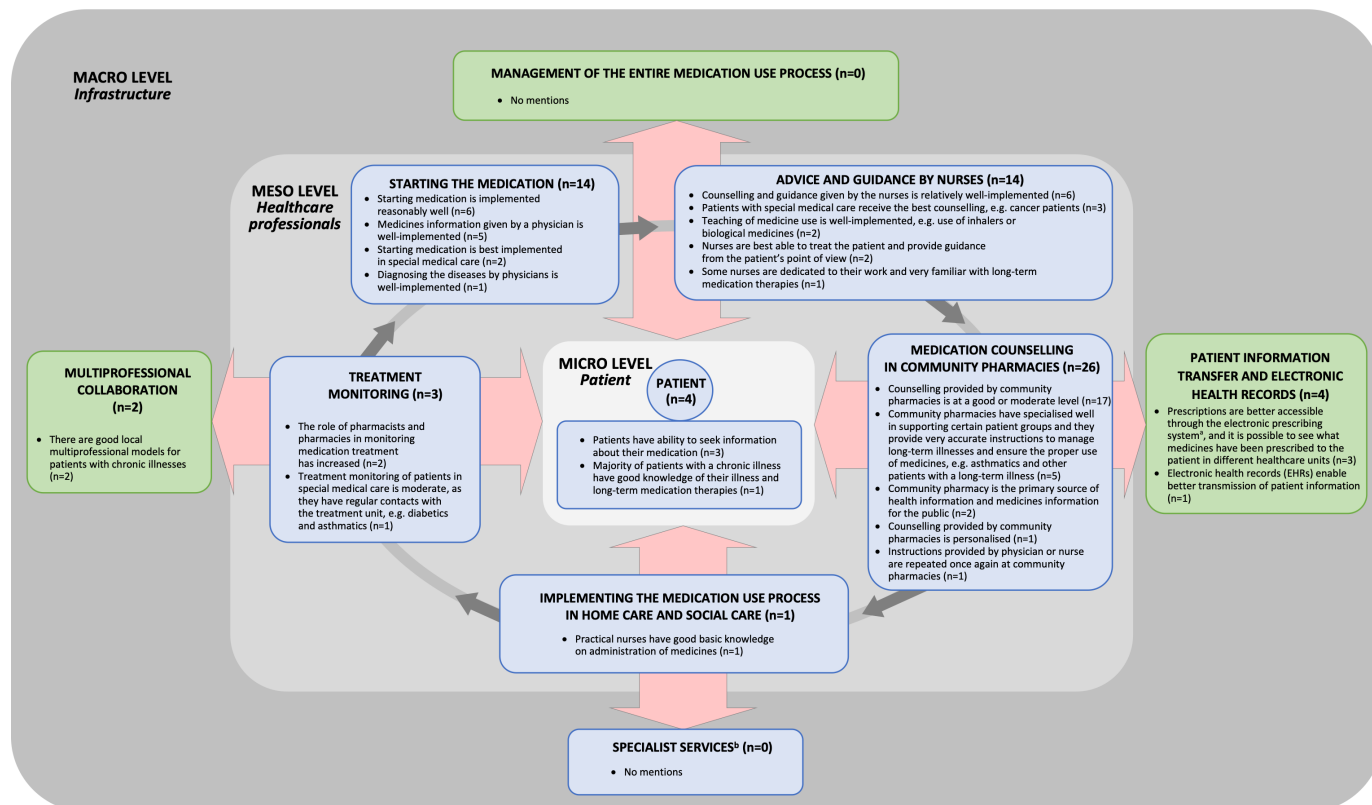 MACRO LEVEL
Infrastructure
MANAGEMENT OF THE ENTIRE MEDICATION USE PROCESS (n=0)
• No mentions
MESO LEVEL
Healthcare
professionals
STARTING THE MEDICATION (n=14)
• Starting medication is implemented
reasonably well (n=6)
• Medicines information given by a physician is
well-implemented (n=5)
• Starting medication is best implemented
in special medical care (n=2)
• Diagnosing the diseases by physicians is
well-implemented (n=1)
ADVICE AND GUIDANCE BY NURSES (n=14)
• Counselling and guidance given by the nurses is relatively well-implemented (n=6)
• Patients with special medical care receive the best counselling, e.g. cancer patients (n=3)
• Teaching of medicine use is well-implemented, e.g. use of inhalers or
biological medicines (n=2)
• Nurses are best able to treat the patient and provide guidance
from the patient's point of view (n=2)
• Some nurses are dedicated to their work and very familiar with long-term
medication therapies (n=1)
MULTIPROFESSIONAL
COLLABORATION
(n=2)
• There are good local
multiprofessional models for
patients with chronic illnesses
(n=2)
TREATMENT
MONITORING (n=3)
• The role of pharmacists and
pharmacies in monitoring
medication treatment
has increased (n=2)
• Treatment monitoring of patients in
special medical care is moderate, as
they have regular contacts with
the treatment unit, e.g. diabetics
and asthmatics (n=1)
MICRO LEVEL
Patient
PATIENT
(n=4)
• Patients have ability to seek information
about their medication (n=3)
• Majority of patients with a chronic illness
have good knowledge of their illness and
long-term medication therapies (n=1)
MEDICATION COUNSELLING
IN COMMUNITY PHARMACIES (n=26)
• Counselling provided by community
pharmacies is at a good or moderate level (n=17)
• Community pharmacies have specialised well
in supporting certain patient groups and they
provide very accurate instructions to manage
long-term illnesses and ensure the proper use
of medicines, e.g. asthmatics and other
patients with a long-term illness (n=5)
• Community pharmacy is the primary source of
health information and medicines information
for the public (n=2)
• Counselling provided by community
pharmacies is personalised (n=1)
• Instructions provided by physician or nurse
are repeated once again at community
pharmacies (n=1)
PATIENT INFORMATION
TRANSFER AND ELECTRONIC
HEALTH RECORDS (n=4)
• Prescriptions are better accessible
through the electronic prescribing
systemᵃ, and it is possible to see what
medicines have been prescribed to the
patient in different healthcare units (n=3)
• Electronic health records (EHRs) enable
better transmission of patient information
(n=1)
IMPLEMENTING THE MEDICATION USE PROCESS
IN HOME CARE AND SOCIAL CARE (n=1)
• Practical nurses have good basic knowledge
on administration of medicines (n=1)
SPECIALIST SERVICESᵇ (n=0)
• No mentions